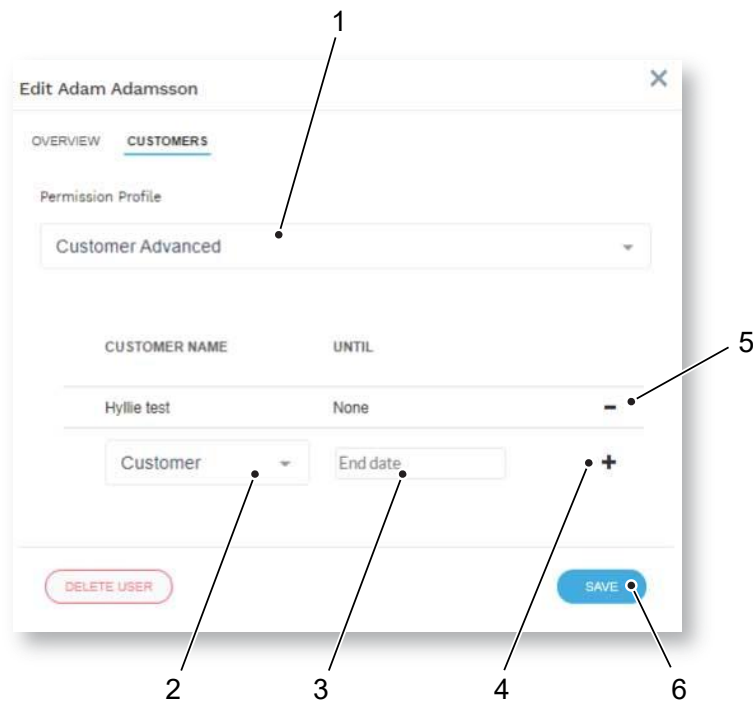 1
Edit Adam Adamsson
OVERVIEW CUSTOMERS
Permission Profile
Customer Advanced
CUSTOMER NAME UNTIL
5
Hyllie test None
Customer End date
DELETE USER SAVE
2 3 4 6